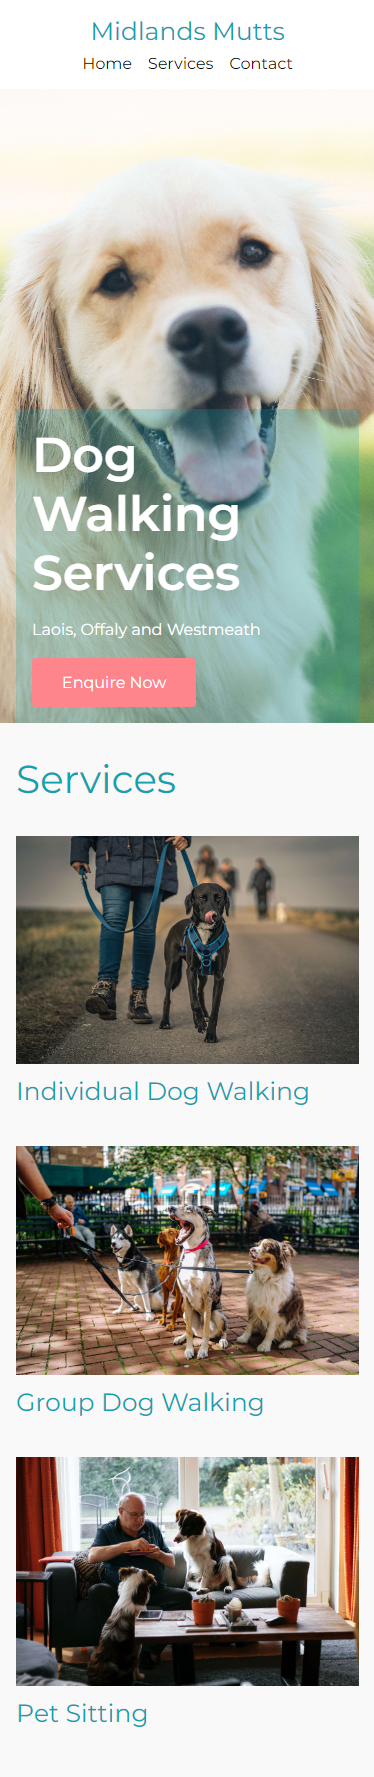 Midlands Mutts
Home Services Contact
Dog
Walking
Services
Laois, Offaly and Westmeath
Enquire Now
Services
Individual Dog Walking
Group Dog Walking
Pet Sitting